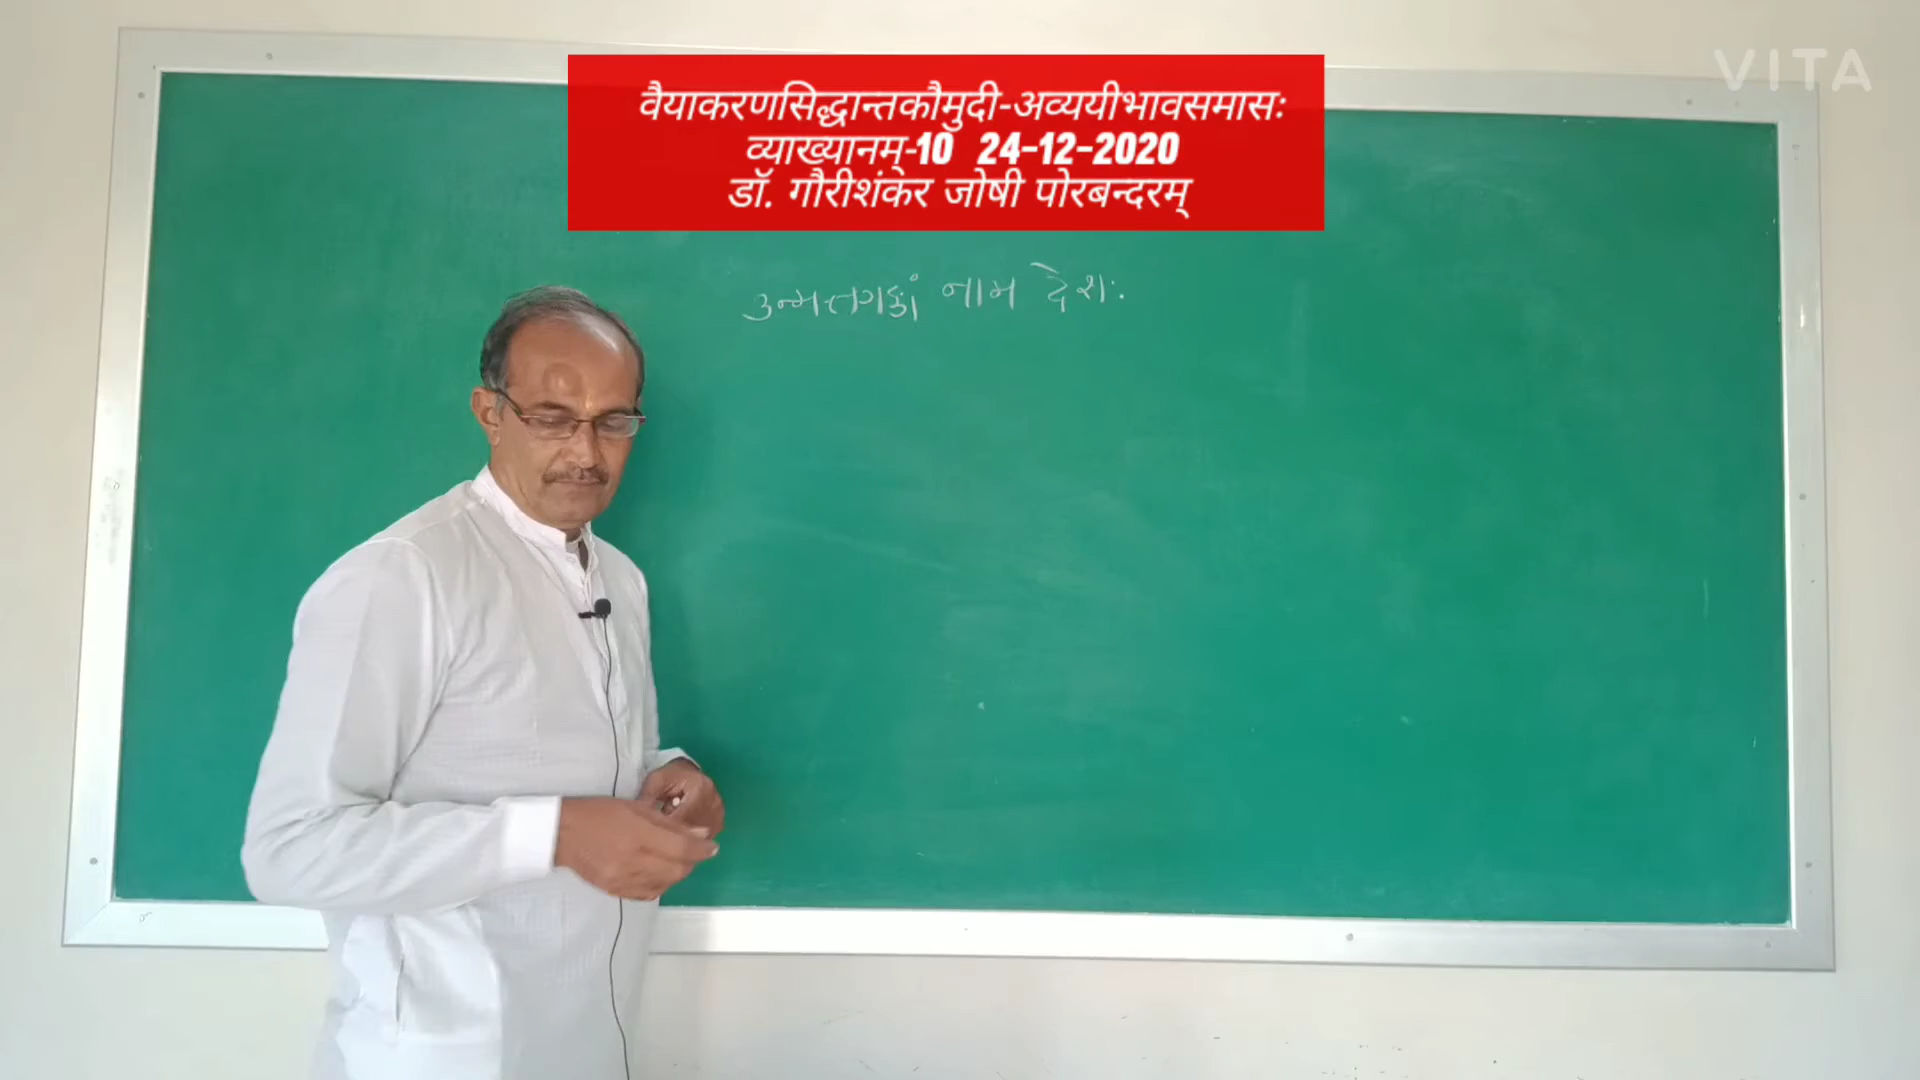 VITA
वैयाकरणसिद्धान्तकौमुदी-अव्ययीभावसमासः
व्याख्यानम्-10 24-12-2020
डॉ. गौरीशंकर जोषी पोरबन्दरम्
उन्मत्तगङ्गं नाम देशः.